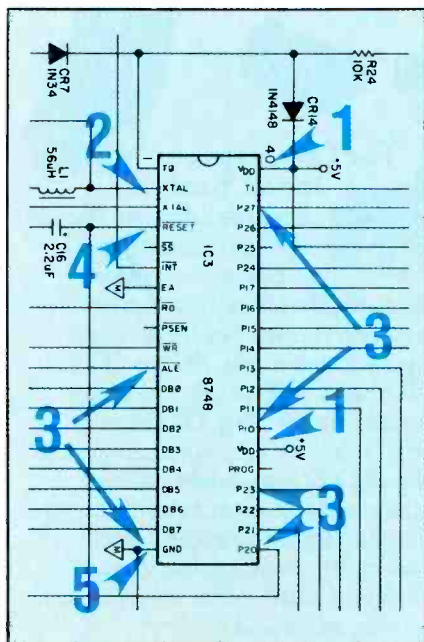 CR7
IN34
R24
10K
CR14
IN4148
1
2
L1
56uH
C16
2.2uF
4
1
40
+5V
T0
XTAL
XTAL
RESET
SS
INT
EA
RD
PSEN
WR
ALE
DB0
DB1
DB2
DB3
DB4
DB5
DB6
DB7
GND
IC3
8748
VDD
T1
P27
P26
P25
P24
P17
P16
P15
P14
P13
P12
P11
P10
VDD
+5V
PROG
P23
P22
P21
P20
M
M
3
3
1
3
5